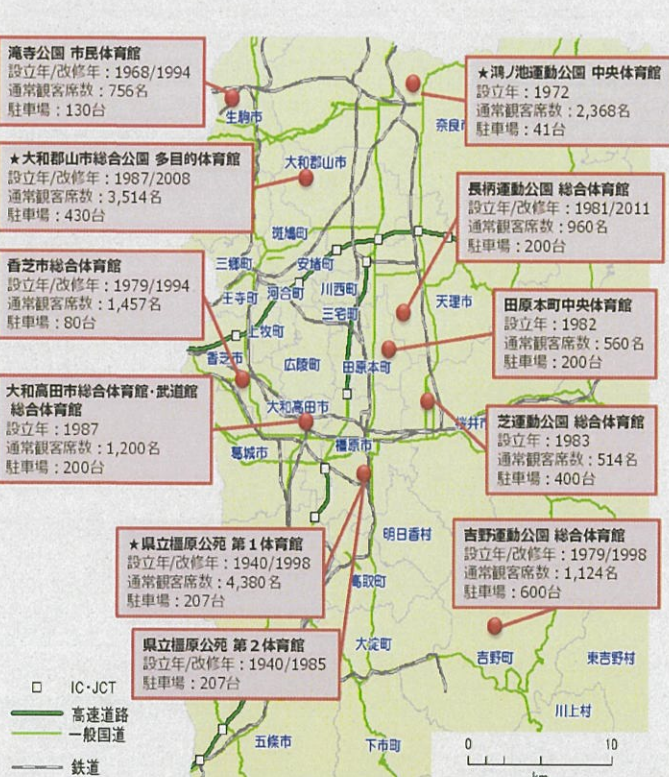 滝寺公園 市民体育館
設立年/改修年：1968/1994
通常観客席数：756名
駐車場：130台
★鴻ノ池運動公園 中央体育館
設立年：1972
通常観客席数：2,368名
駐車場：41台
★大和郡山市総合公園 多目的体育館
設立年/改修年：1987/2008
通常観客席数：3,514名
駐車場：430台
長柄運動公園 総合体育館
設立年/改修年：1981/2011
通常観客席数：960名
駐車場：200台
香芝市総合体育館
設立年/改修年：1979/1994
通常観客席数：1,457名
駐車場：80台
田原本町中央体育館
設立年：1982
通常観客席数：560名
駐車場：200台
大和高田市総合体育館・武道館
総合体育館
設立年：1987
通常観客席数：1,200名
駐車場：200台
芝運動公園 総合体育館
設立年：1983
通常観客席数：514名
駐車場：400台
★県立橿原公苑 第１体育館
設立年/改修年：1940/1998
通常観客席数：4,380名
駐車場：207台
吉野運動公園 総合体育館
設立年/改修年：1979/1998
通常観客席数：1,124名
駐車場：600台
県立橿原公苑 第２体育館
設立年/改修年：1940/1985
駐車場：207台
生駒市
奈良市
大和郡山市
斑鳩町
三郷町
安堵町
王寺町
河合町
川西町
三宅町
天理市
上牧町
香芝市
広陵町
田原本町
大和高田市
桜井市
葛城市
橿原市
明日香村
高取町
大淀町
吉野町
東吉野村
川上村
五條市
下市町
IC・JCT
高速道路
一般国道
鉄道
0 10
km